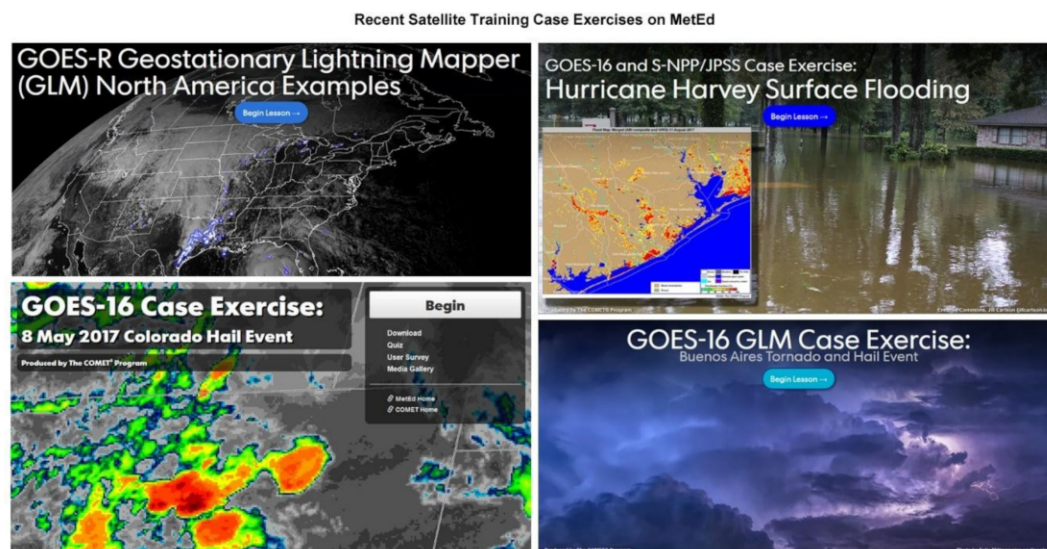 Recent Satellite Training Case Exercises on MetEd
GOES-R Geostationary Lightning Mapper
(GLM) North America Examples
Begin Lesson →
GOES-16 and S-NPP/JPSS Case Exercise:
Hurricane Harvey Surface Flooding
Begin Lesson →
GOES-16 Case Exercise:
8 May 2017 Colorado Hail Event
Produced by The COMET® Program
Begin
Download
Quiz
User Survey
Media Gallery
MetEd Home
COMET Home
GOES-16 GLM Case Exercise:
Buenos Aires Tornado and Hail Event
Begin Lesson →